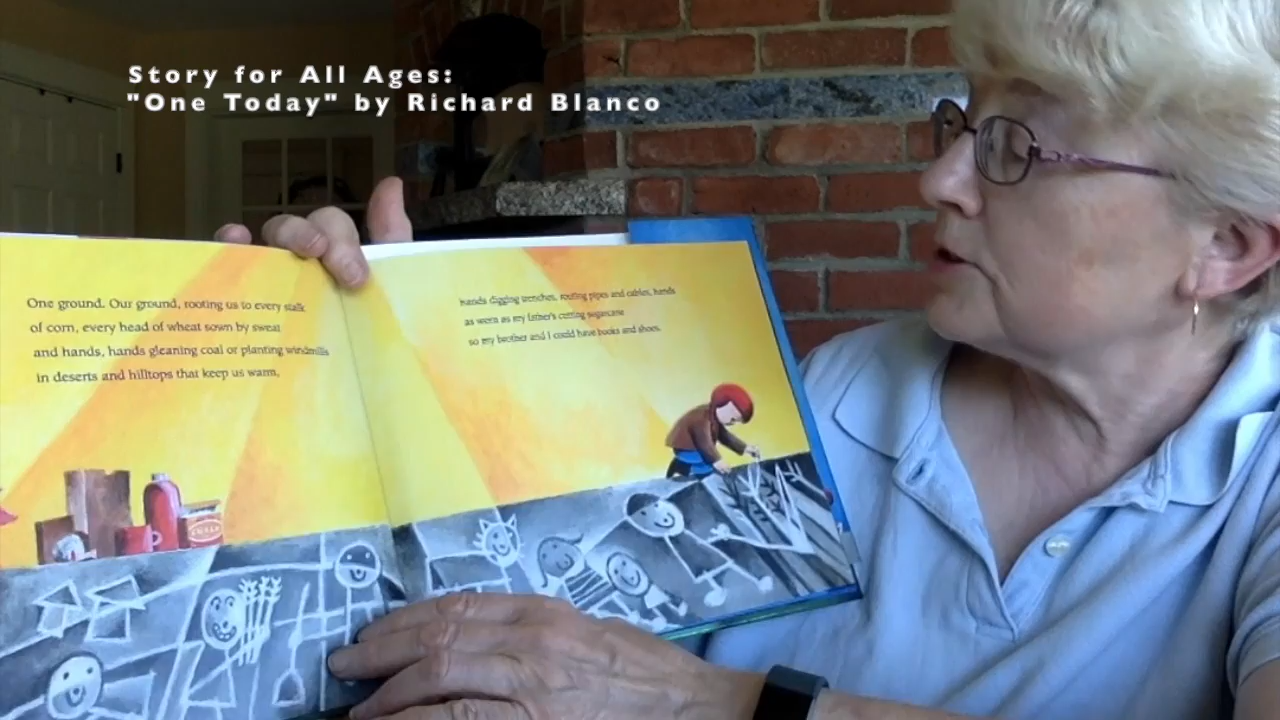 Story for All Ages:
"One Today" by Richard Blanco
One ground. Our ground, rooting us to every stalk
of corn, every head of wheat sown by sweat
and hands, hands gleaning coal or planting windmills
in deserts and hilltops that keep us warm,
hands digging trenches, routing pipes and cables, hands
as worn as my father's cutting sugarcane
so my brother and I could have books and shoes.